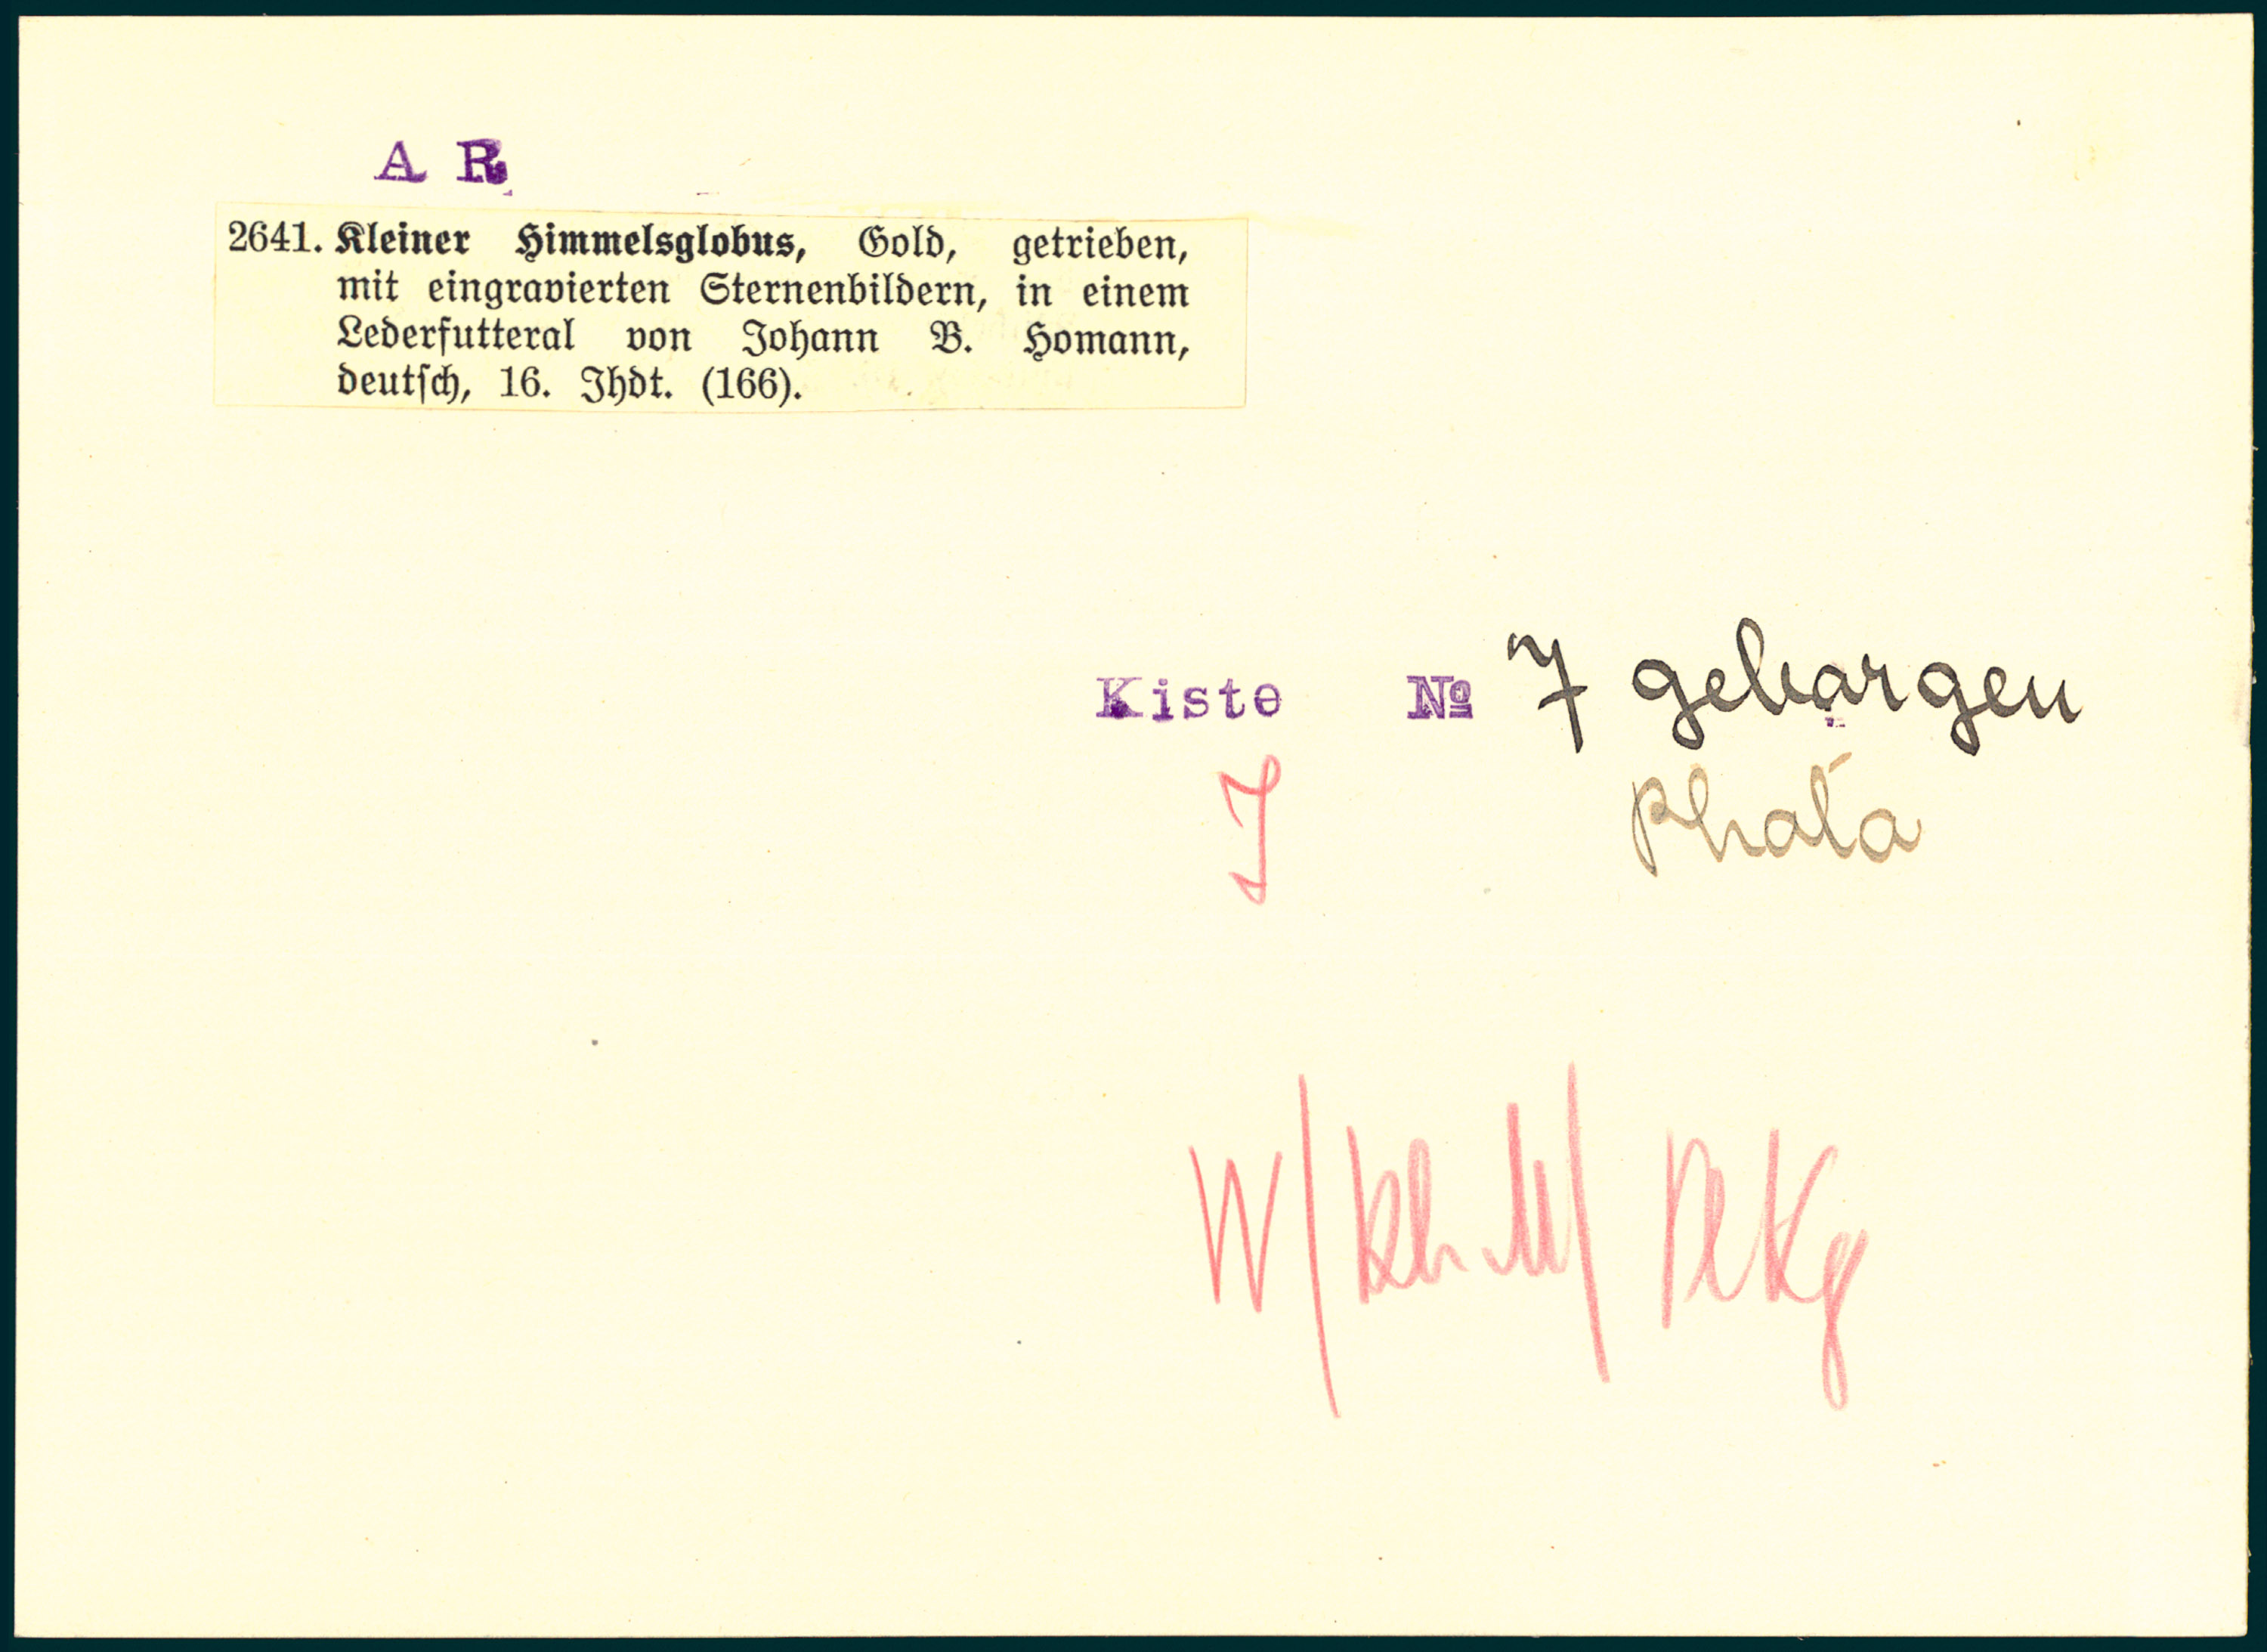 A R
2641. Kleiner Himmelsglobus, Gold, getrieben,
mit eingravierten Sternenbildern, in einem
Lederfutteral von Johann B. Homann,
deutsch, 16. Jhdt. (166).
Kiste № 7 geborgen
J Photo
W/